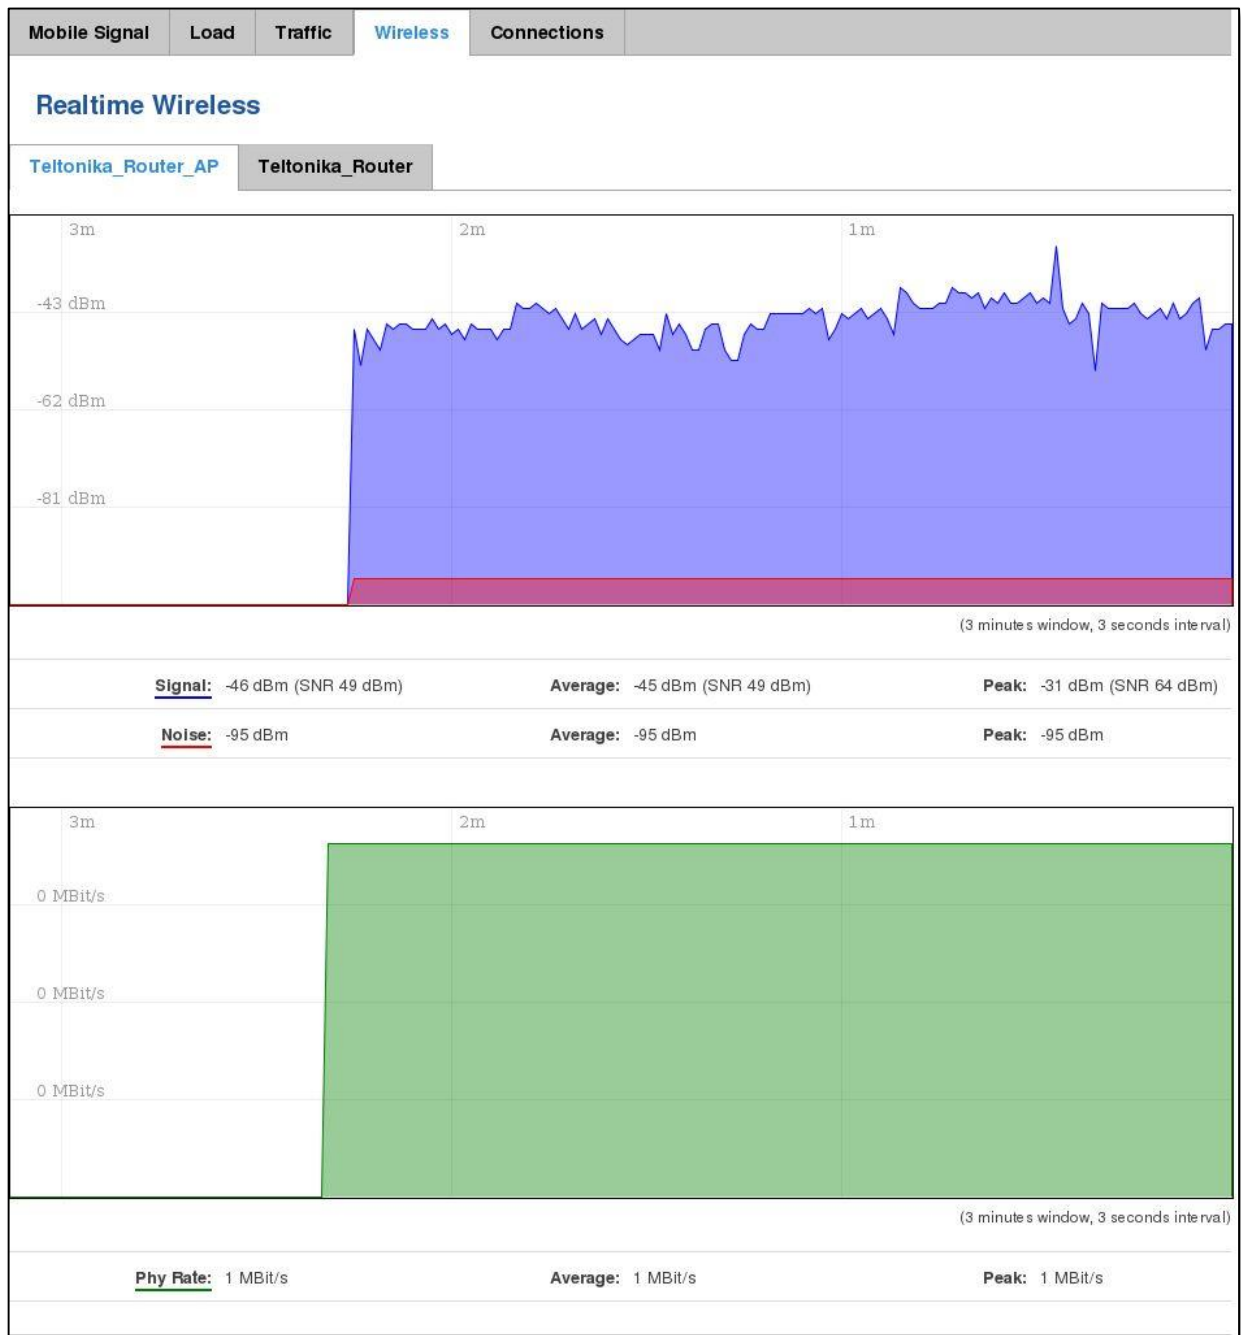 Mobile Signal Load Traffic Wireless Connections
Realtime Wireless
Teltonika_Router_AP Teltonika_Router
3m 2m 1m
-43 dBm
-62 dBm
-81 dBm
(3 minutes window, 3 seconds interval)
Signal: -46 dBm (SNR 49 dBm) Average: -45 dBm (SNR 49 dBm) Peak: -31 dBm (SNR 64 dBm)
Noise: -95 dBm Average: -95 dBm Peak: -95 dBm
3m 2m 1m
0 MBit/s
0 MBit/s
0 MBit/s
(3 minutes window, 3 seconds interval)
Phy Rate: 1 MBit/s Average: 1 MBit/s Peak: 1 MBit/s